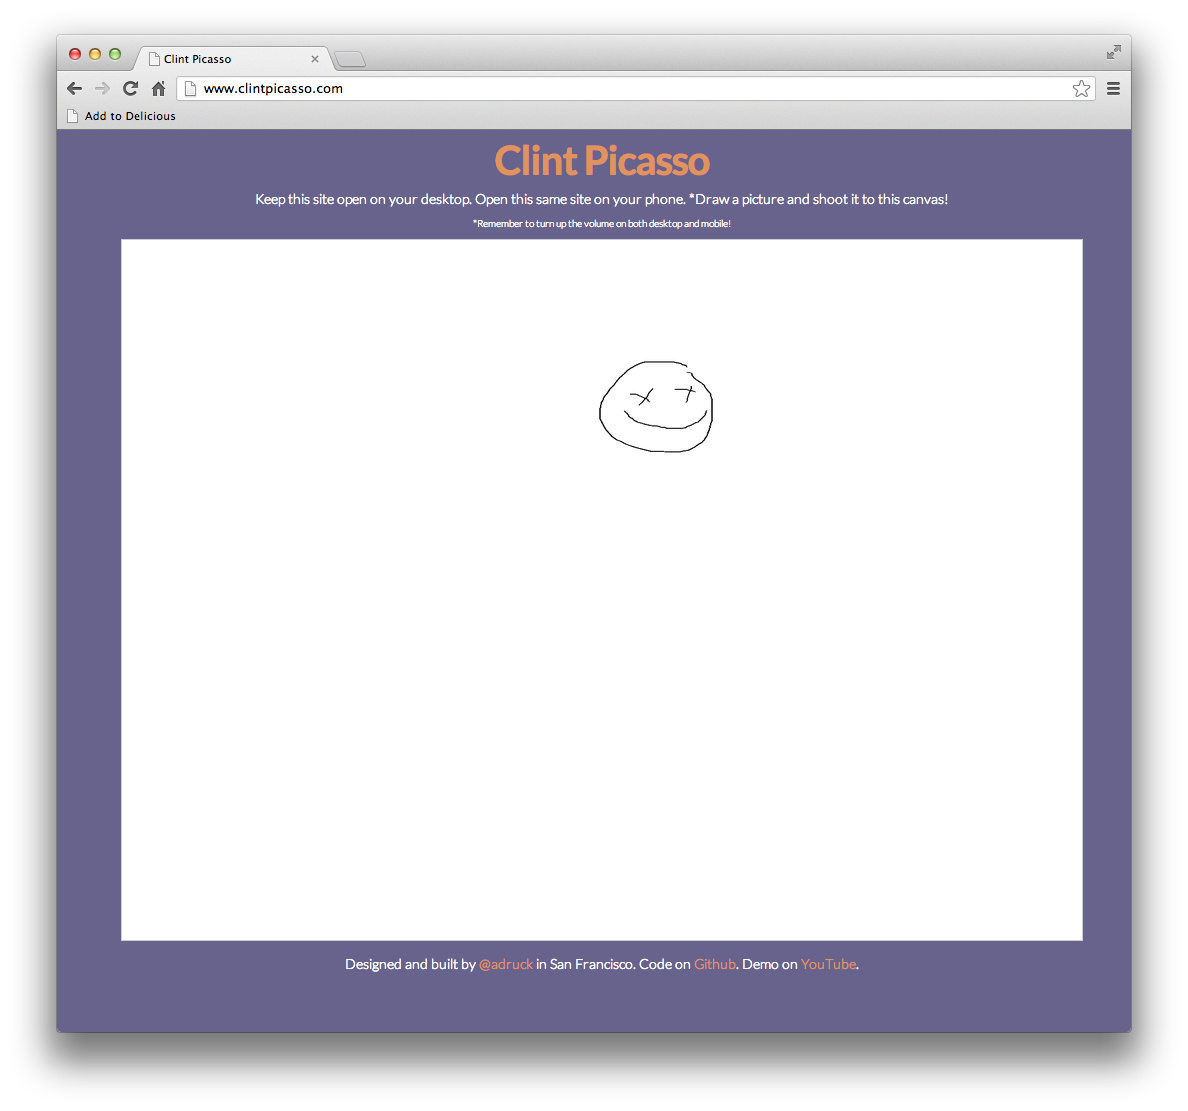 Clint Picasso
www.clintpicasso.com
Add to Delicious
Clint Picasso
Keep this site open on your desktop. Open this same site on your phone. *Draw a picture and shoot it to this canvas!
*Remember to turn up the volume on both desktop and mobile!
Designed and built by @adruck in San Francisco. Code on Github. Demo on YouTube.